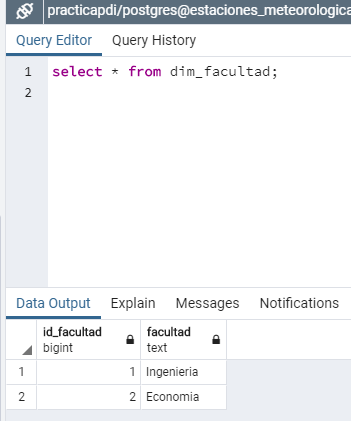 practicapdi/postgres@estaciones_meteorologica
Query Editor Query History
1 select * from dim_facultad;
2
Data Output Explain Messages Notifications
id_facultad facultad
bigint text
1 1 Ingenieria
2 2 Economia